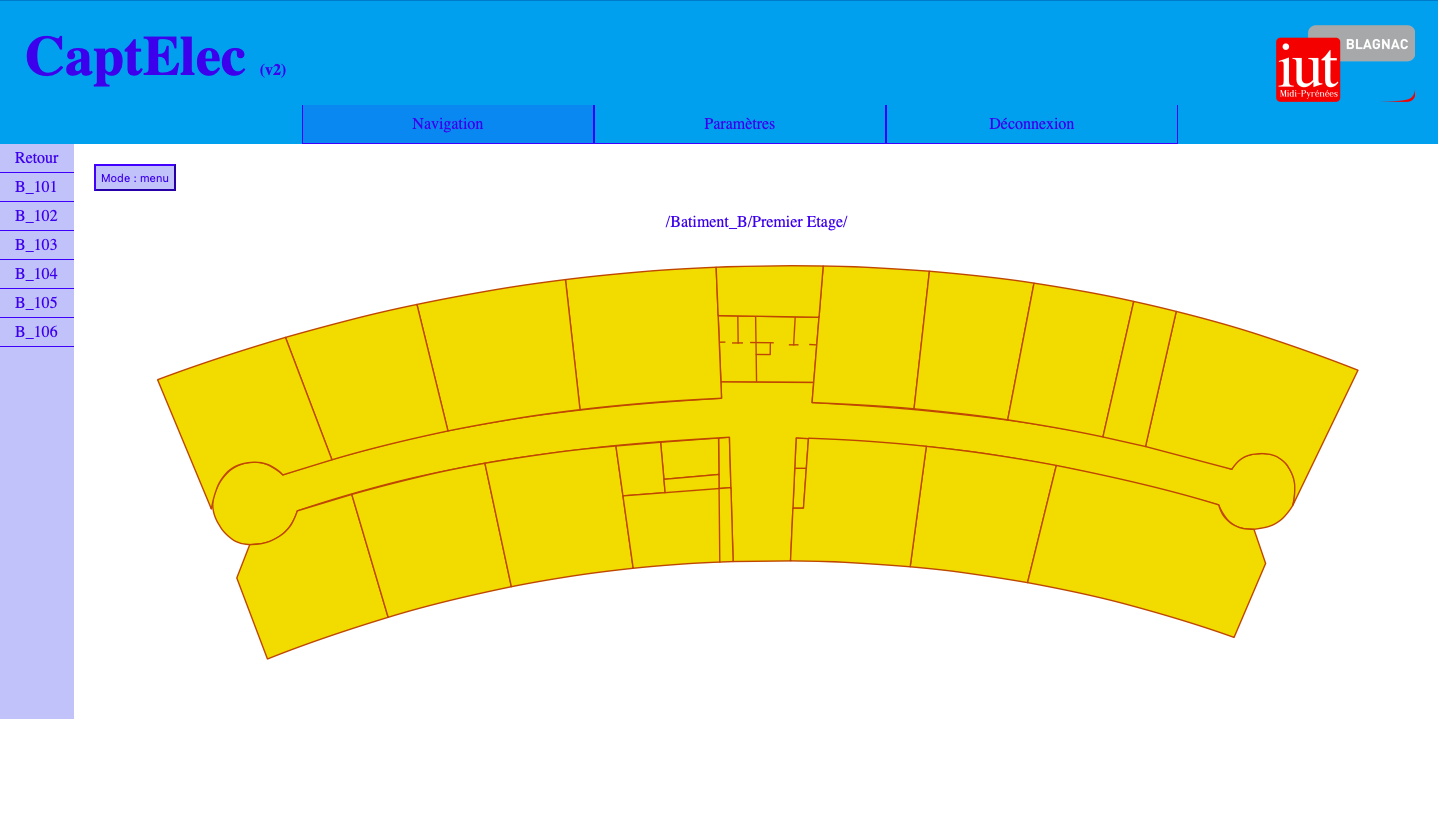 CaptElec (v2)
BLAGNAC
iut
Midi-Pyrénées
Navigation
Paramètres
Déconnexion
Retour
B_101
B_102
B_103
B_104
B_105
B_106
Mode : menu
/Batiment_B/Premier Etage/